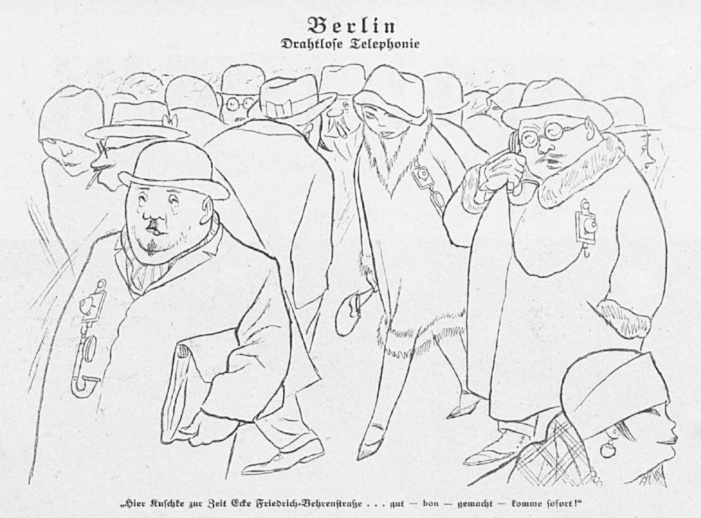 Berlin
Drahtlose Telephonie
„Hier Kuschke zur Zeit Ecke Friedrich-Behrenstraße . . . gut — bon — gemacht — komme sofort!“